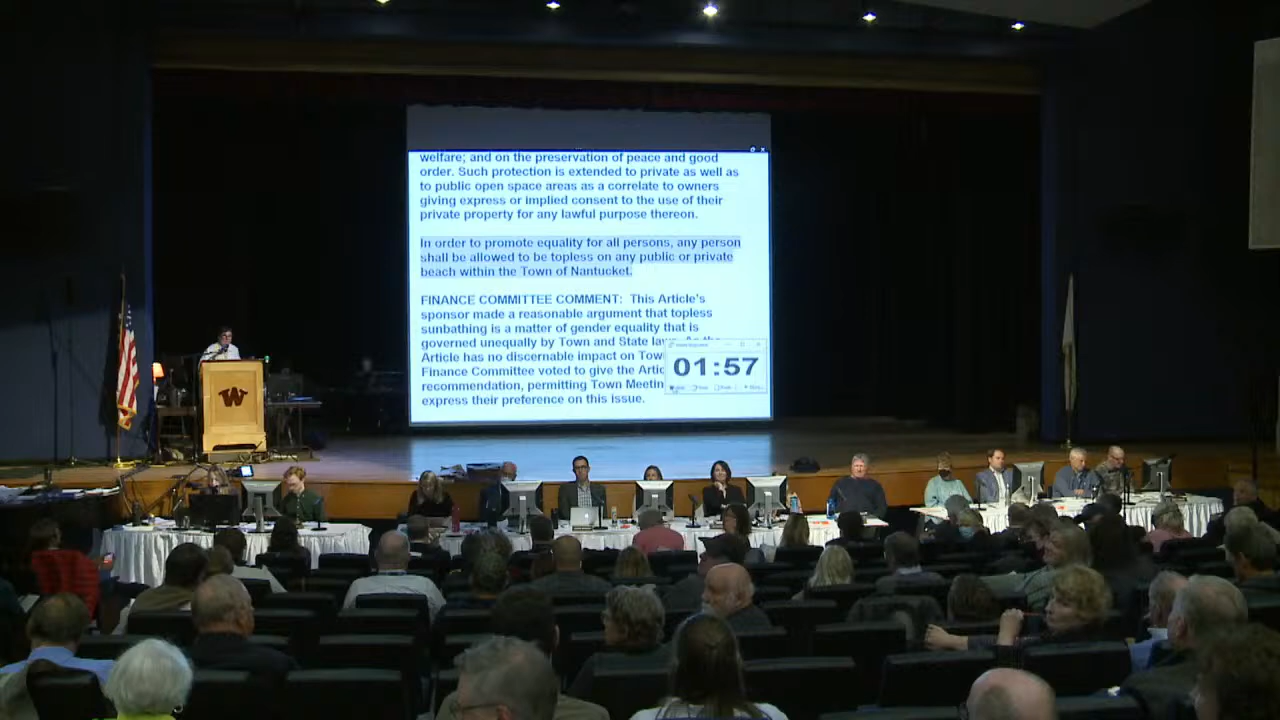 welfare; and on the preservation of peace and good
order. Such protection is extended to private as well as
to public open space areas as a correlate to owners
giving express or implied consent to the use of their
private property for any lawful purpose thereon.
In order to promote equality for all persons, any person
shall be allowed to be topless on any public or private
beach within the Town of Nantucket.
FINANCE COMMITTEE COMMENT: This Article's
sponsor made a reasonable argument that topless
sunbathing is a matter of gender equality that is
governed unequally by Town and State
Article has no discernable impact on
Finance Committee voted to give the
recommendation, permitting Town
express their preference on this issue.
01:57
W